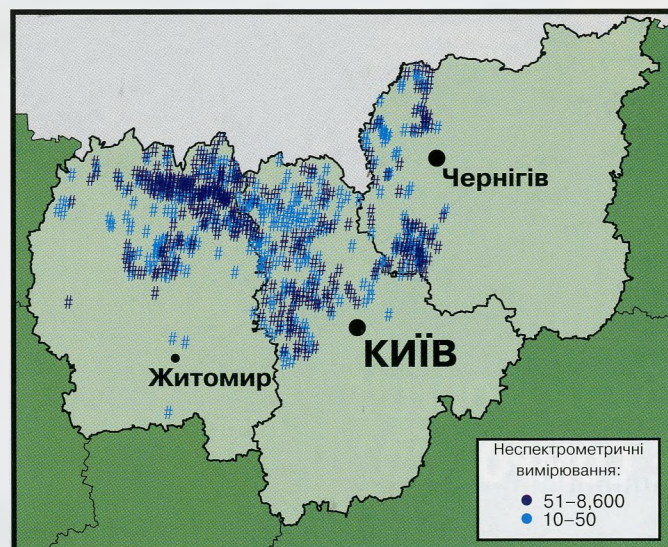 Чернігів
КИЇВ
Житомир
Неспектрометричні
вимірювання:
51–8,600
10–50